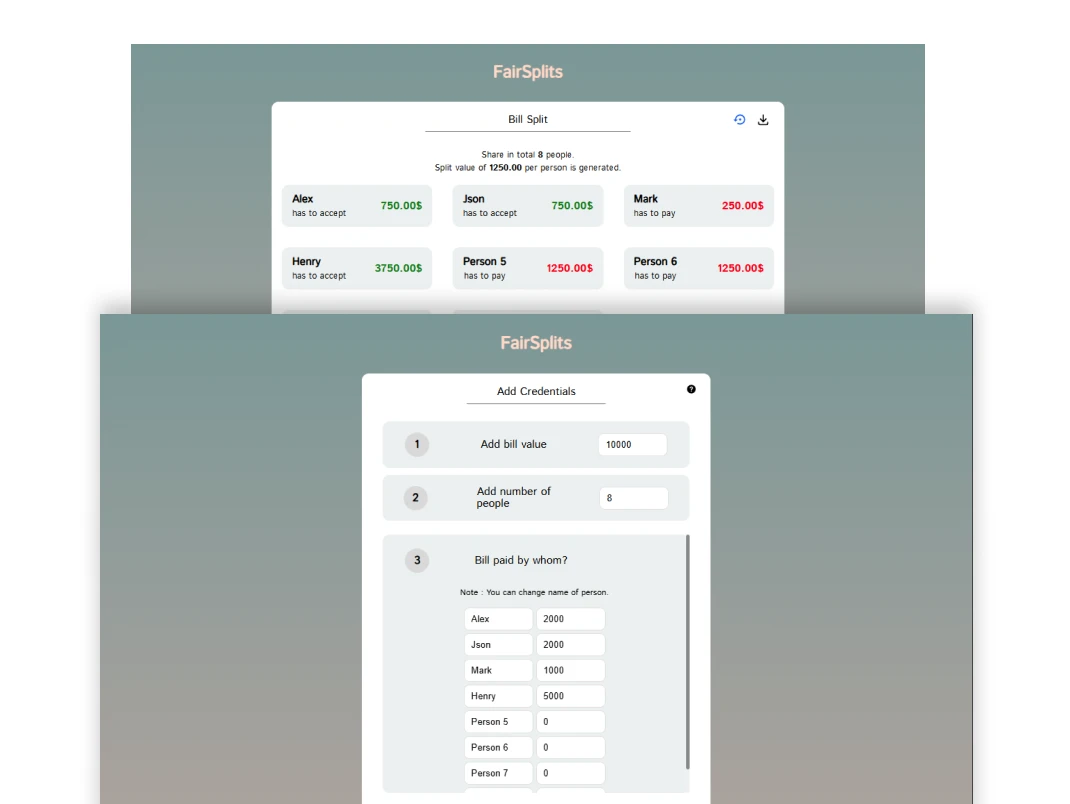 FairSplits
Bill Split
Share in total 8 people.
Split value of 1250.00 per person is generated.
Alex
has to accept
750.00$
Json
has to accept
750.00$
Mark
has to pay
250.00$
Henry
has to accept
3750.00$
Person 5
has to pay
1250.00$
Person 6
has to pay
1250.00$
FairSplits
Add Credentials
?
1
Add bill value
10000
2
Add number of
people
8
3
Bill paid by whom?
Note : You can change name of person.
Alex 2000
Json 2000
Mark 1000
Henry 5000
Person 5 0
Person 6 0
Person 7 0